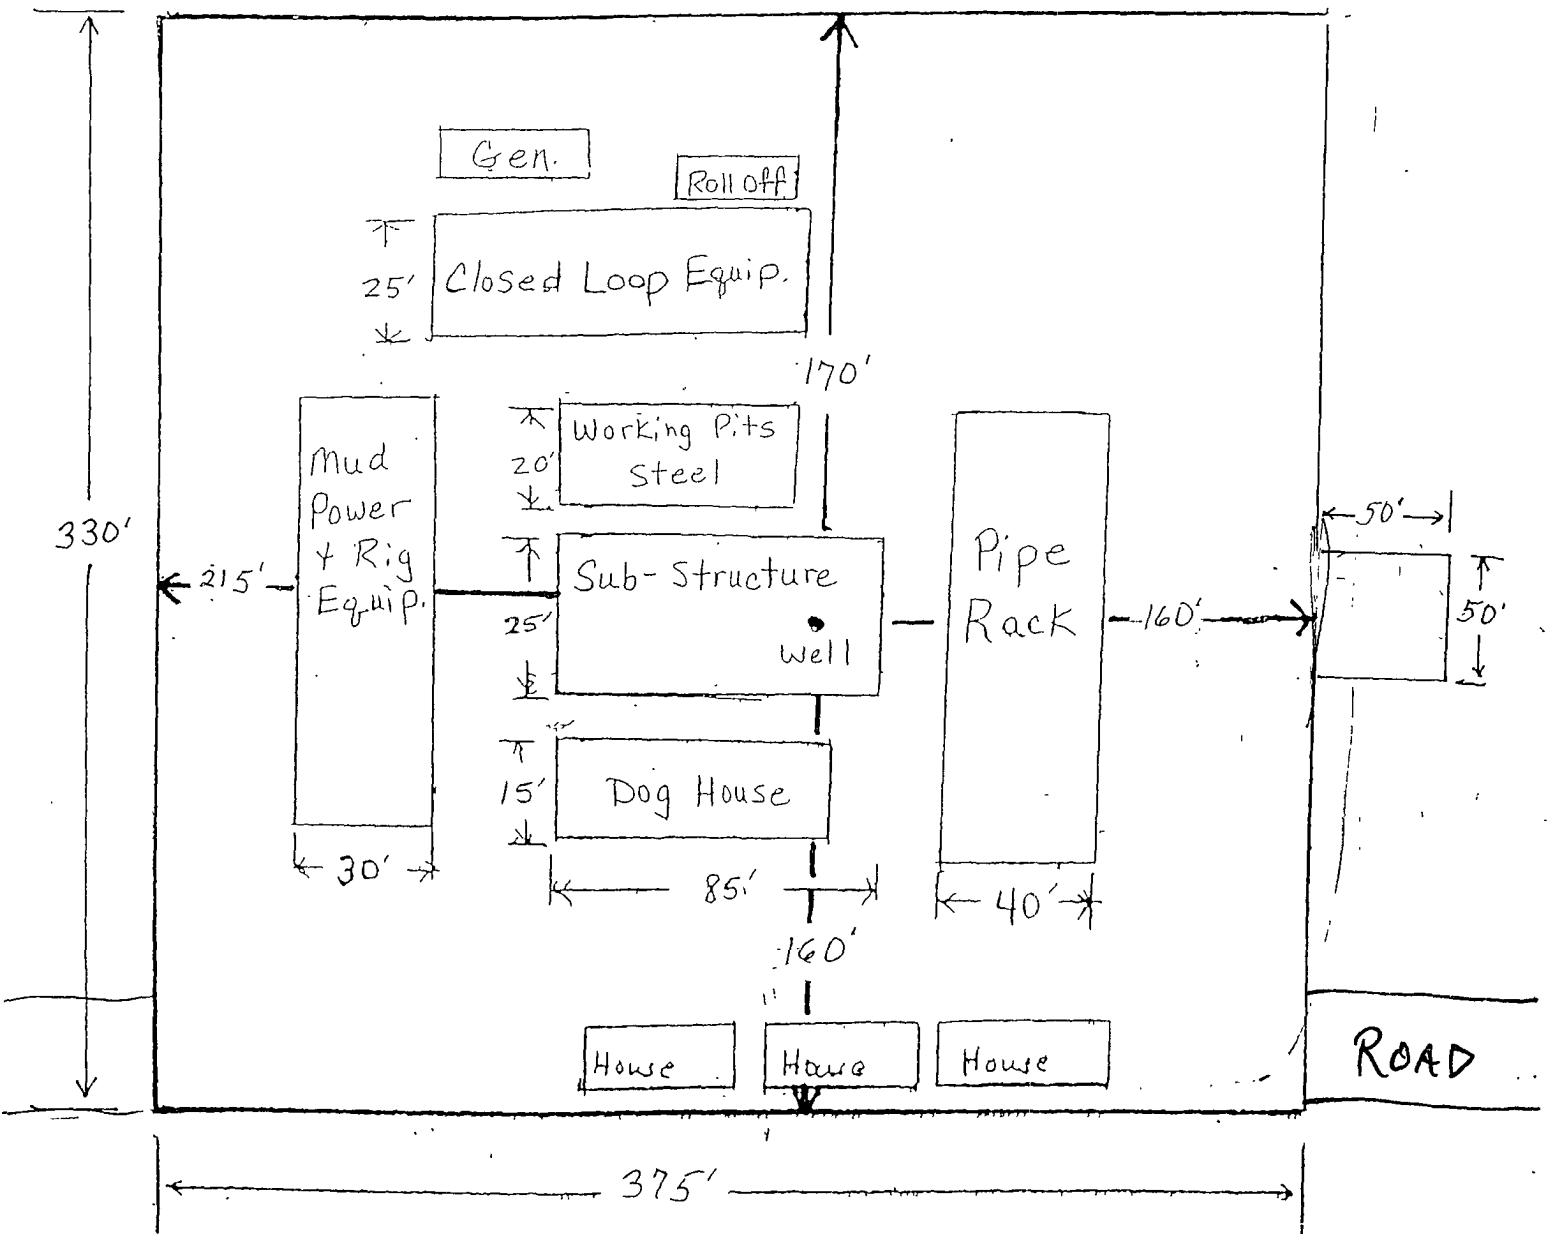 Gen.
Roll Off
25'
Closed Loop Equip.
170'
Mud
Power
+ Rig
Equip.
20'
Working Pits
Steel
330'
215'
Sub-Structure
25'
Well
Pipe
Rack
160'
50'
50'
15'
Dog House
30'
85'
40'
160'
House
House
House
ROAD
375'